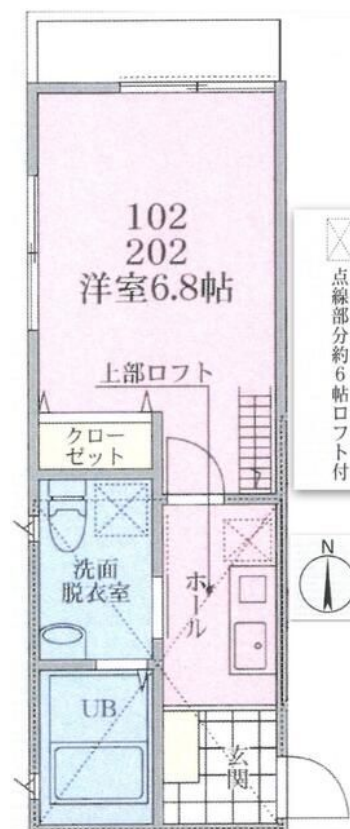 102
202
洋室6.8帖
上部ロフト
クロー
ゼット
洗面
脱衣室
ホール
UB
玄関
点線部分約6帖ロフト付
N